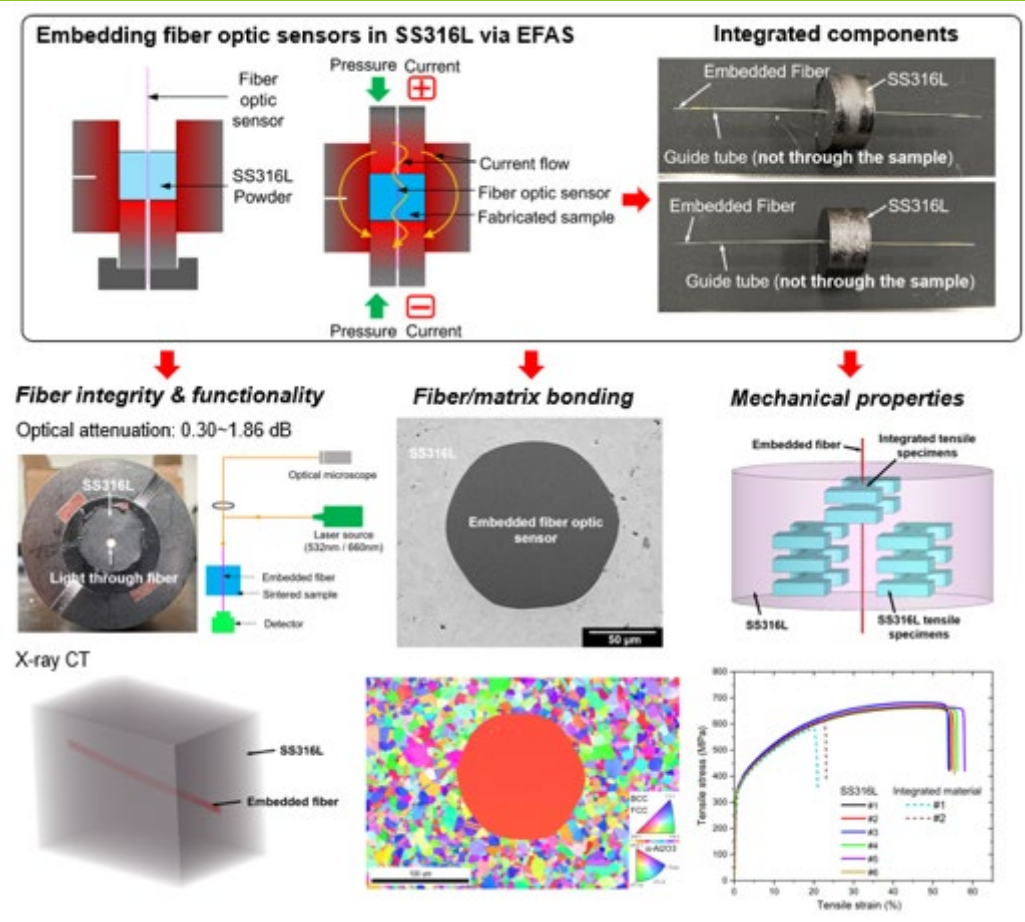 Embedding fiber optic sensors in SS316L via EFAS
Fiber
optic
sensor
SS316L
Powder
Pressure Current
Current flow
Fiber optic sensor
Fabricated sample
Pressure Current
Integrated components
Embedded Fiber
SS316L
Guide tube (not through the sample)
Embedded Fiber
SS316L
Guide tube (not through the sample)
Fiber integrity & functionality
Optical attenuation: 0.30~1.86 dB
SS316L
Light through fiber
Optical microscope
Laser source
(532nm / 660nm)
Embedded fiber
Sintered sample
Detector
X-ray CT
SS316L
Embedded fiber
Fiber/matrix bonding
SS316L
Embedded fiber optic
sensor
50 µm
BCC
FCC
α-Al2O3
100 µm
Mechanical properties
Embedded fiber
Integrated tensile
specimens
SS316L
SS316L tensile
specimens
Tensile stress (MPa)
800
700
600
500
400
300
200
100
0
SS316L
#1
#2
#3
#4
#5
#6
Integrated material
#1
#2
0 10 20 30 40 50 60
Tensile strain (%)